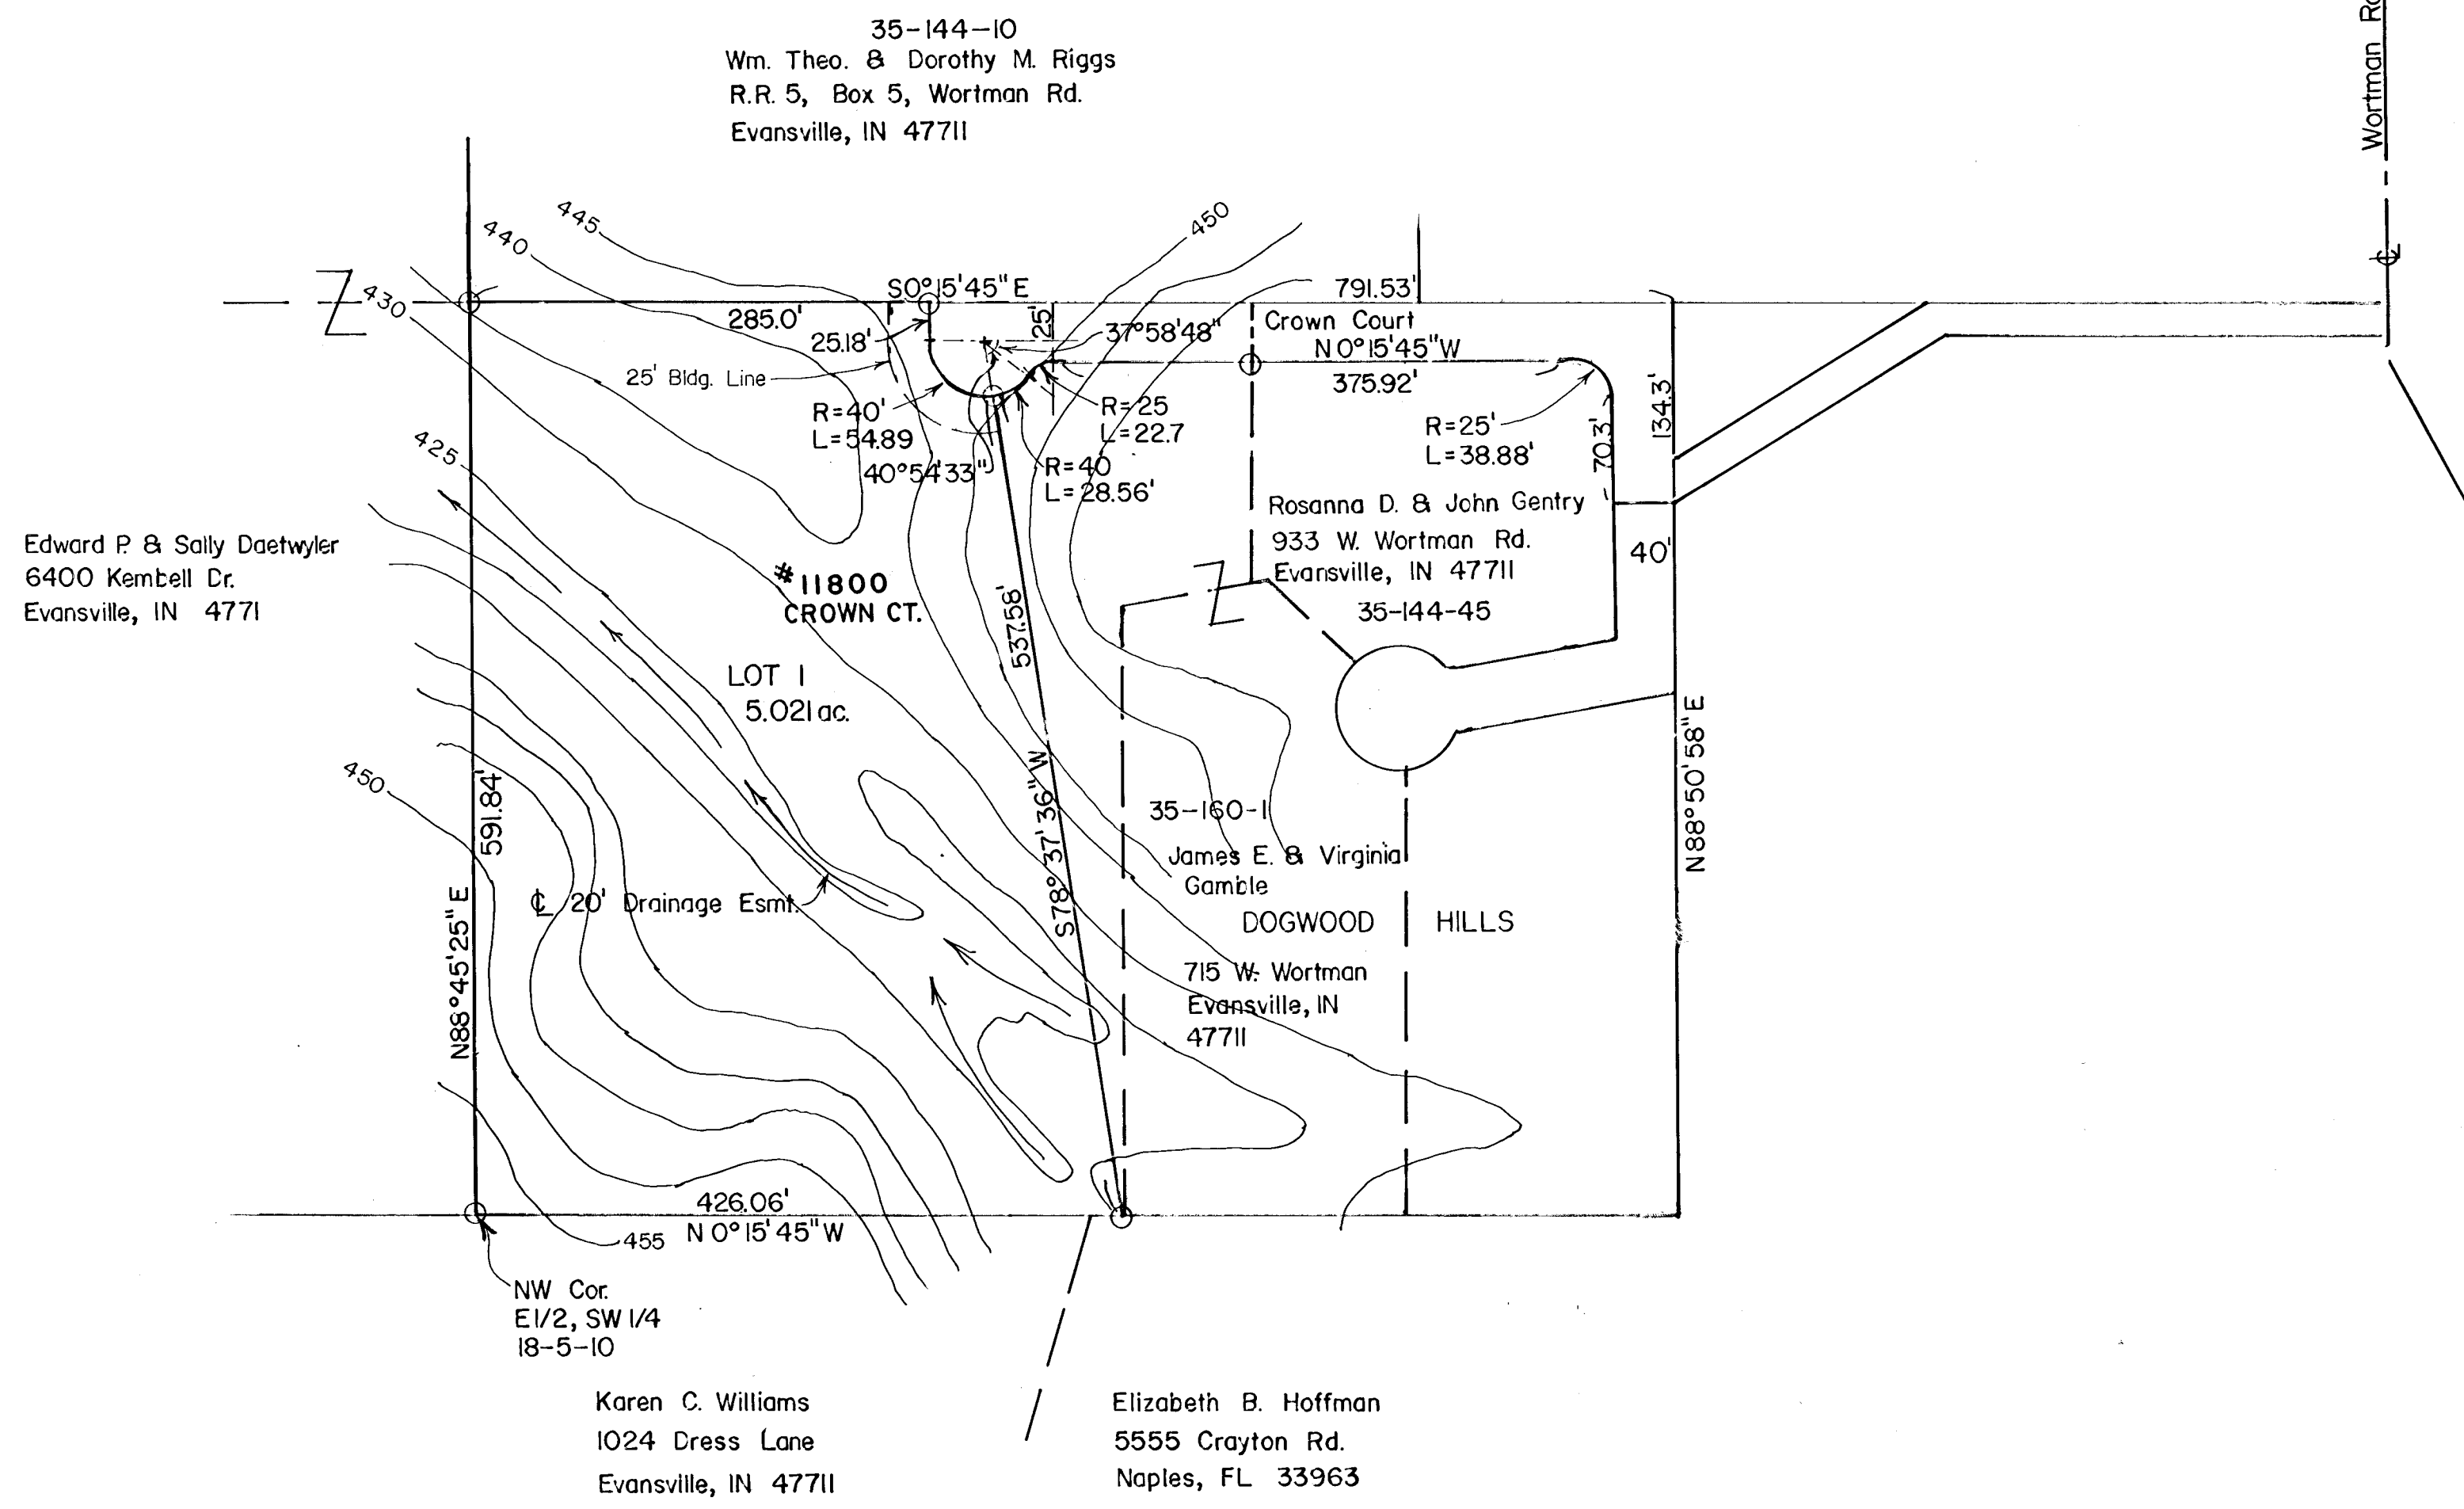 35-144-10
Wm. Theo. & Dorothy M. Riggs
R.R. 5, Box 5, Wortman Rd.
Evansville, IN 47711
Wortman
445
440
430
450
S0°15'45"E
285.0'
791.53'
25.18'
25'
37°58'48"
Crown Court
N 0°15'45"W
375.92'
25' Bldg. Line
R=40'
L=54.89
R=25
L=22.7
40°54'33"
R=40
L=28.56'
R=25'
L=38.88'
70.3'
134.3'
425
Edward P. & Sally Daetwyler
6400 Kembell Dr.
Evansville, IN 4771
#11800
CROWN CT.
LOT 1
5.021 ac.
537.58'
S78°37'36"W
Rosanna D. & John Gentry
933 W. Wortman Rd.
Evansville, IN 47711
35-144-45
40'
N88°50'58"E
450
591.84'
N88°45'25"E
℄ 20' Drainage Esmt.
35-160-1
James E. & Virginia
Gamble
DOGWOOD HILLS
715 W. Wortman
Evansville, IN
47711
426.06'
N 0°15'45"W
455
NW Cor.
E1/2, SW 1/4
18-5-10
Karen C. Williams
1024 Dress Lane
Evansville, IN 47711
Elizabeth B. Hoffman
5555 Crayton Rd.
Naples, FL 33963